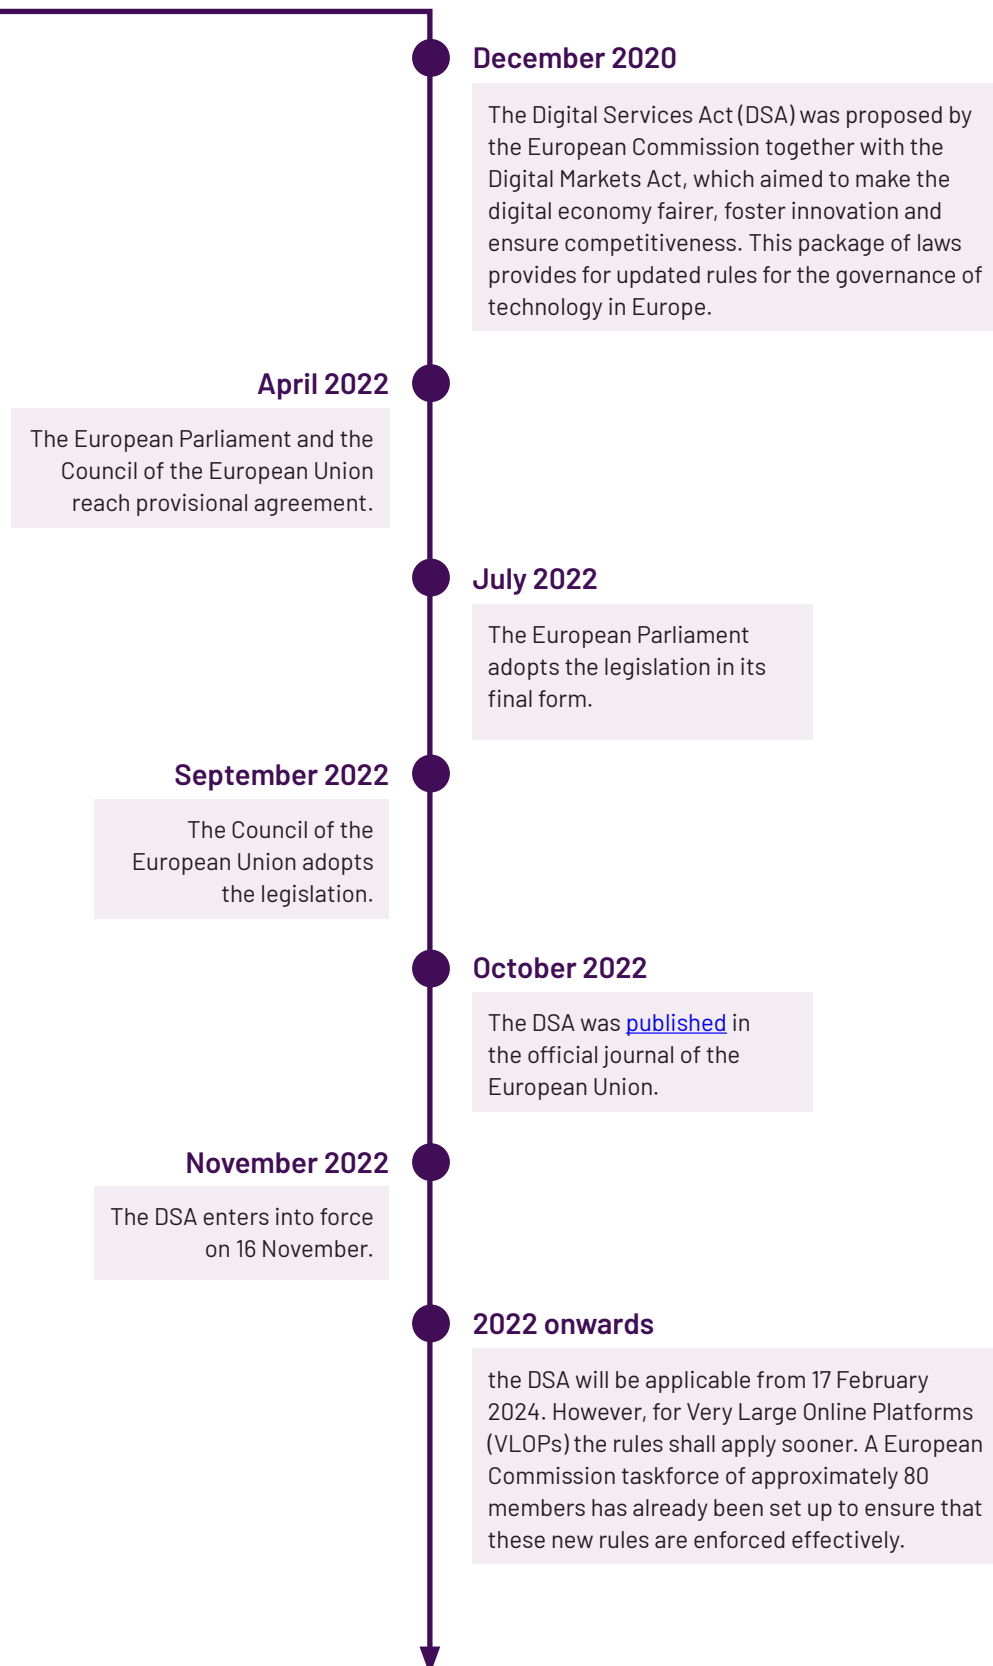 December 2020
The Digital Services Act (DSA) was proposed by
the European Commission together with the
Digital Markets Act, which aimed to make the
digital economy fairer, foster innovation and
ensure competitiveness. This package of laws
provides for updated rules for the governance of
technology in Europe.
April 2022
The European Parliament and the
Council of the European Union
reach provisional agreement.
July 2022
The European Parliament
adopts the legislation in its
final form.
September 2022
The Council of the
European Union adopts
the legislation.
October 2022
The DSA was published in
the official journal of the
European Union.
November 2022
The DSA enters into force
on 16 November.
2022 onwards
the DSA will be applicable from 17 February
2024. However, for Very Large Online Platforms
(VLOPs) the rules shall apply sooner. A European
Commission taskforce of approximately 80
members has already been set up to ensure that
these new rules are enforced effectively.